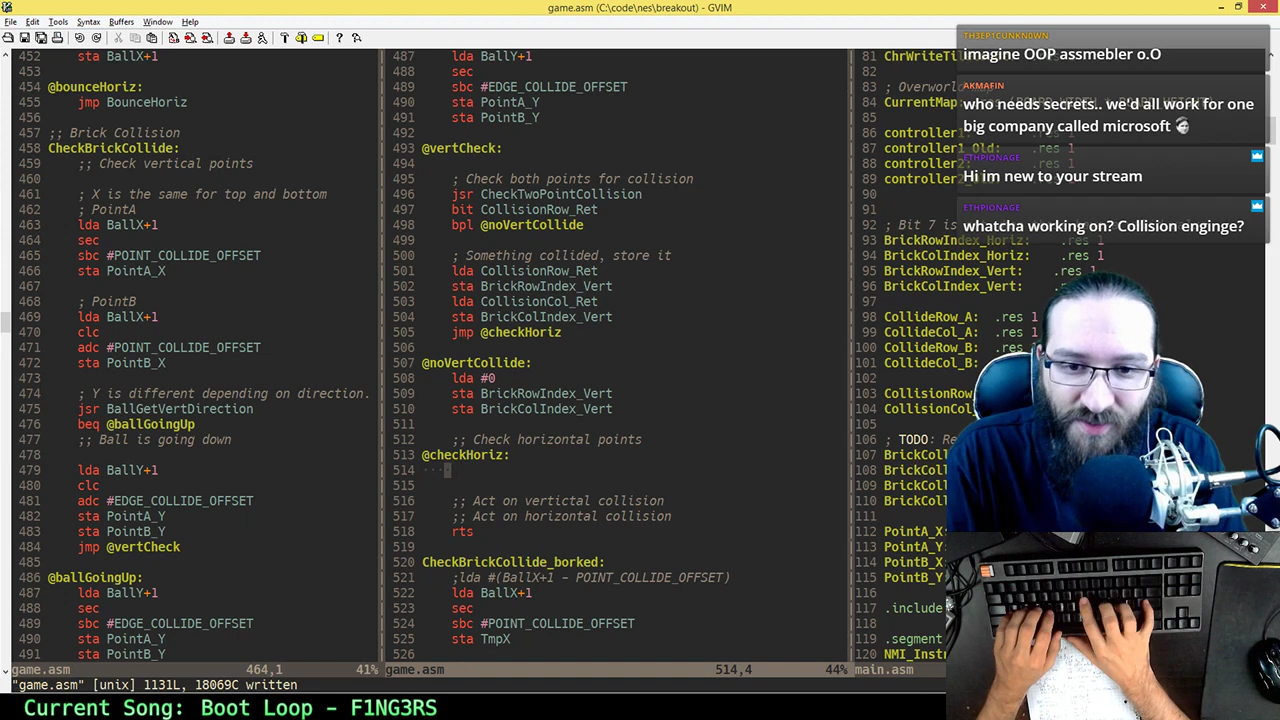 game.asm (C:\code\nes\breakout) - GVIM
File Edit Tools Syntax Buffers Window Help
452 sta BallX+1
453
454 @bounceHoriz:
455 jmp BounceHoriz
456
457 ;; Brick Collision
458 CheckBrickCollide:
459 ;; Check vertical points
460
461 ; X is the same for top and bottom
462 ; PointA
463 lda BallX+1
464 sec
465 sbc #POINT_COLLIDE_OFFSET
466 sta PointA_X
467
468 ; PointB
469 lda BallX+1
470 clc
471 adc #POINT_COLLIDE_OFFSET
472 sta PointB_X
473
474 ; Y is different depending on direction.
475 jsr BallGetVertDirection
476 beq @ballGoingUp
477 ;; Ball is going down
478
479 lda BallY+1
480 clc
481 adc #EDGE_COLLIDE_OFFSET
482 sta PointA_Y
483 sta PointB_Y
484 jmp @vertCheck
485
486 @ballGoingUp:
487 lda BallY+1
488 sec
489 sbc #EDGE_COLLIDE_OFFSET
490 sta PointA_Y
491 sta PointB_Y
game.asm 464,1 41%
487 lda BallY+1
488 sec
489 sbc #EDGE_COLLIDE_OFFSET
490 sta PointA_Y
491 sta PointB_Y
492
493 @vertCheck:
494
495 ; Check both points for collision
496 jsr CheckTwoPointCollision
497 bit CollisionRow_Ret
498 bpl @noVertCollide
499
500 ; Something collided, store it
501 lda CollisionRow_Ret
502 sta BrickRowIndex_Vert
503 lda CollisionCol_Ret
504 sta BrickColIndex_Vert
505 jmp @checkHoriz
506
507 @noVertCollide:
508 lda #0
509 sta BrickRowIndex_Vert
510 sta BrickColIndex_Vert
511
512 ;; Check horizontal points
513 @checkHoriz:
514
515
516 ;; Act on vertictal collision
517 ;; Act on horizontal collision
518 rts
519
520 CheckBrickCollide_borked:
521 ;lda #(BallX+1 - POINT_COLLIDE_OFFSET)
522 lda BallX+1
523 sec
524 sbc #POINT_COLLIDE_OFFSET
525 sta TmpX
526
game.asm 514,4 44%
81 ChrWriteTi
82
83 ; Overworld
84 CurrentMap:
85
86 controller1: .res 1
87 controller1_Old: .res 1
88 controller2:
89 controller2
90
91
92 ; Bit 7 is
93 BrickRowIndex_Horiz: .res 1
94 BrickColIndex_Horiz: .res 1
95 BrickRowIndex_Vert: .res 1
96 BrickColIndex_Vert: .res 1
97
98 CollideRow_A: .res 1
99 CollideCol_A: .res 1
100 CollideRow_B: .res 1
101 CollideCol_B: .res 1
102
103 CollisionRow
104 CollisionCol
105
106 ; TODO: Re
107 BrickCol
108 BrickCol
109 BrickCol
110 BrickCol
111
112 PointA_X:
113 PointA_Y:
114 PointB_X:
115 PointB_Y:
116
117 .include
118
119 .segment
120 NMI_Inst
main.asm
"game.asm" [unix] 1131L, 18069C written
TH3EP1CUNKN0WN
imagine OOP assmebler o.O
AKMAFIN
who needs secrets.. we'd all work for one
big company called microsoft
ETHPIONAGE
Hi im new to your stream
ETHPIONAGE
whatcha working on? Collision enginge?
Current Song: Boot Loop - F1NG3RS